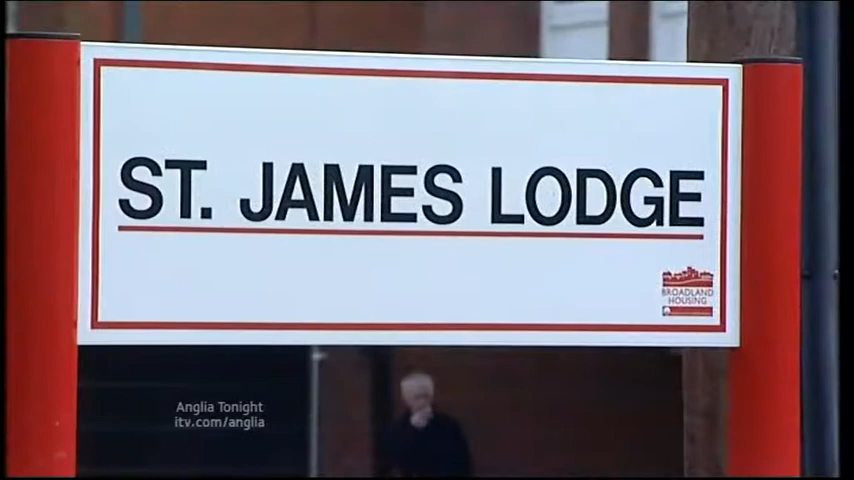 ST. JAMES LODGE
BROADLAND
HOUSING
Anglia Tonight
itv.com/anglia